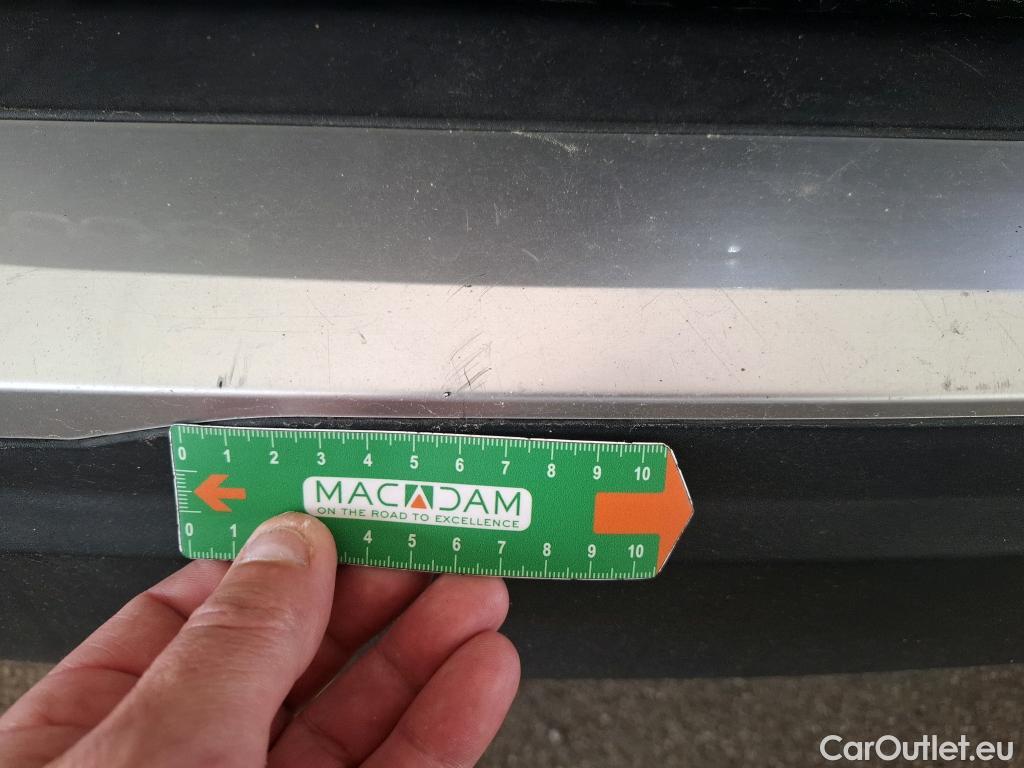 0 1 2 3 4 5 6 7 8 9 10
MACADAM
ON THE ROAD TO EXCELLENCE
0 1 4 5 6 7 8 9 10
CarOutlet.eu